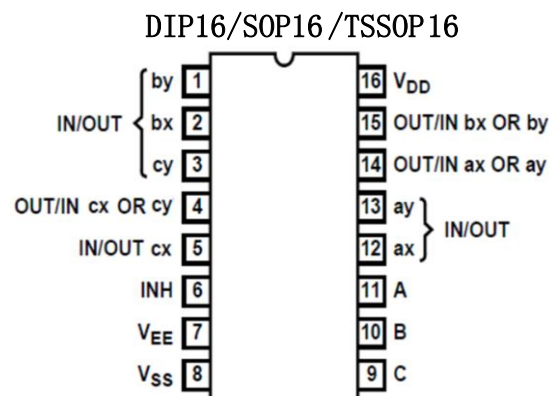 DIP16/SOP16/TSSOP16
by 1
16 VDD
IN/OUT
bx 2
15 OUT/IN bx OR by
cy 3
14 OUT/IN ax OR ay
OUT/IN cx OR cy 4
13 ay
IN/OUT
IN/OUT cx 5
12 ax
INH 6
11 A
VEE 7
10 B
VSS 8
9 C